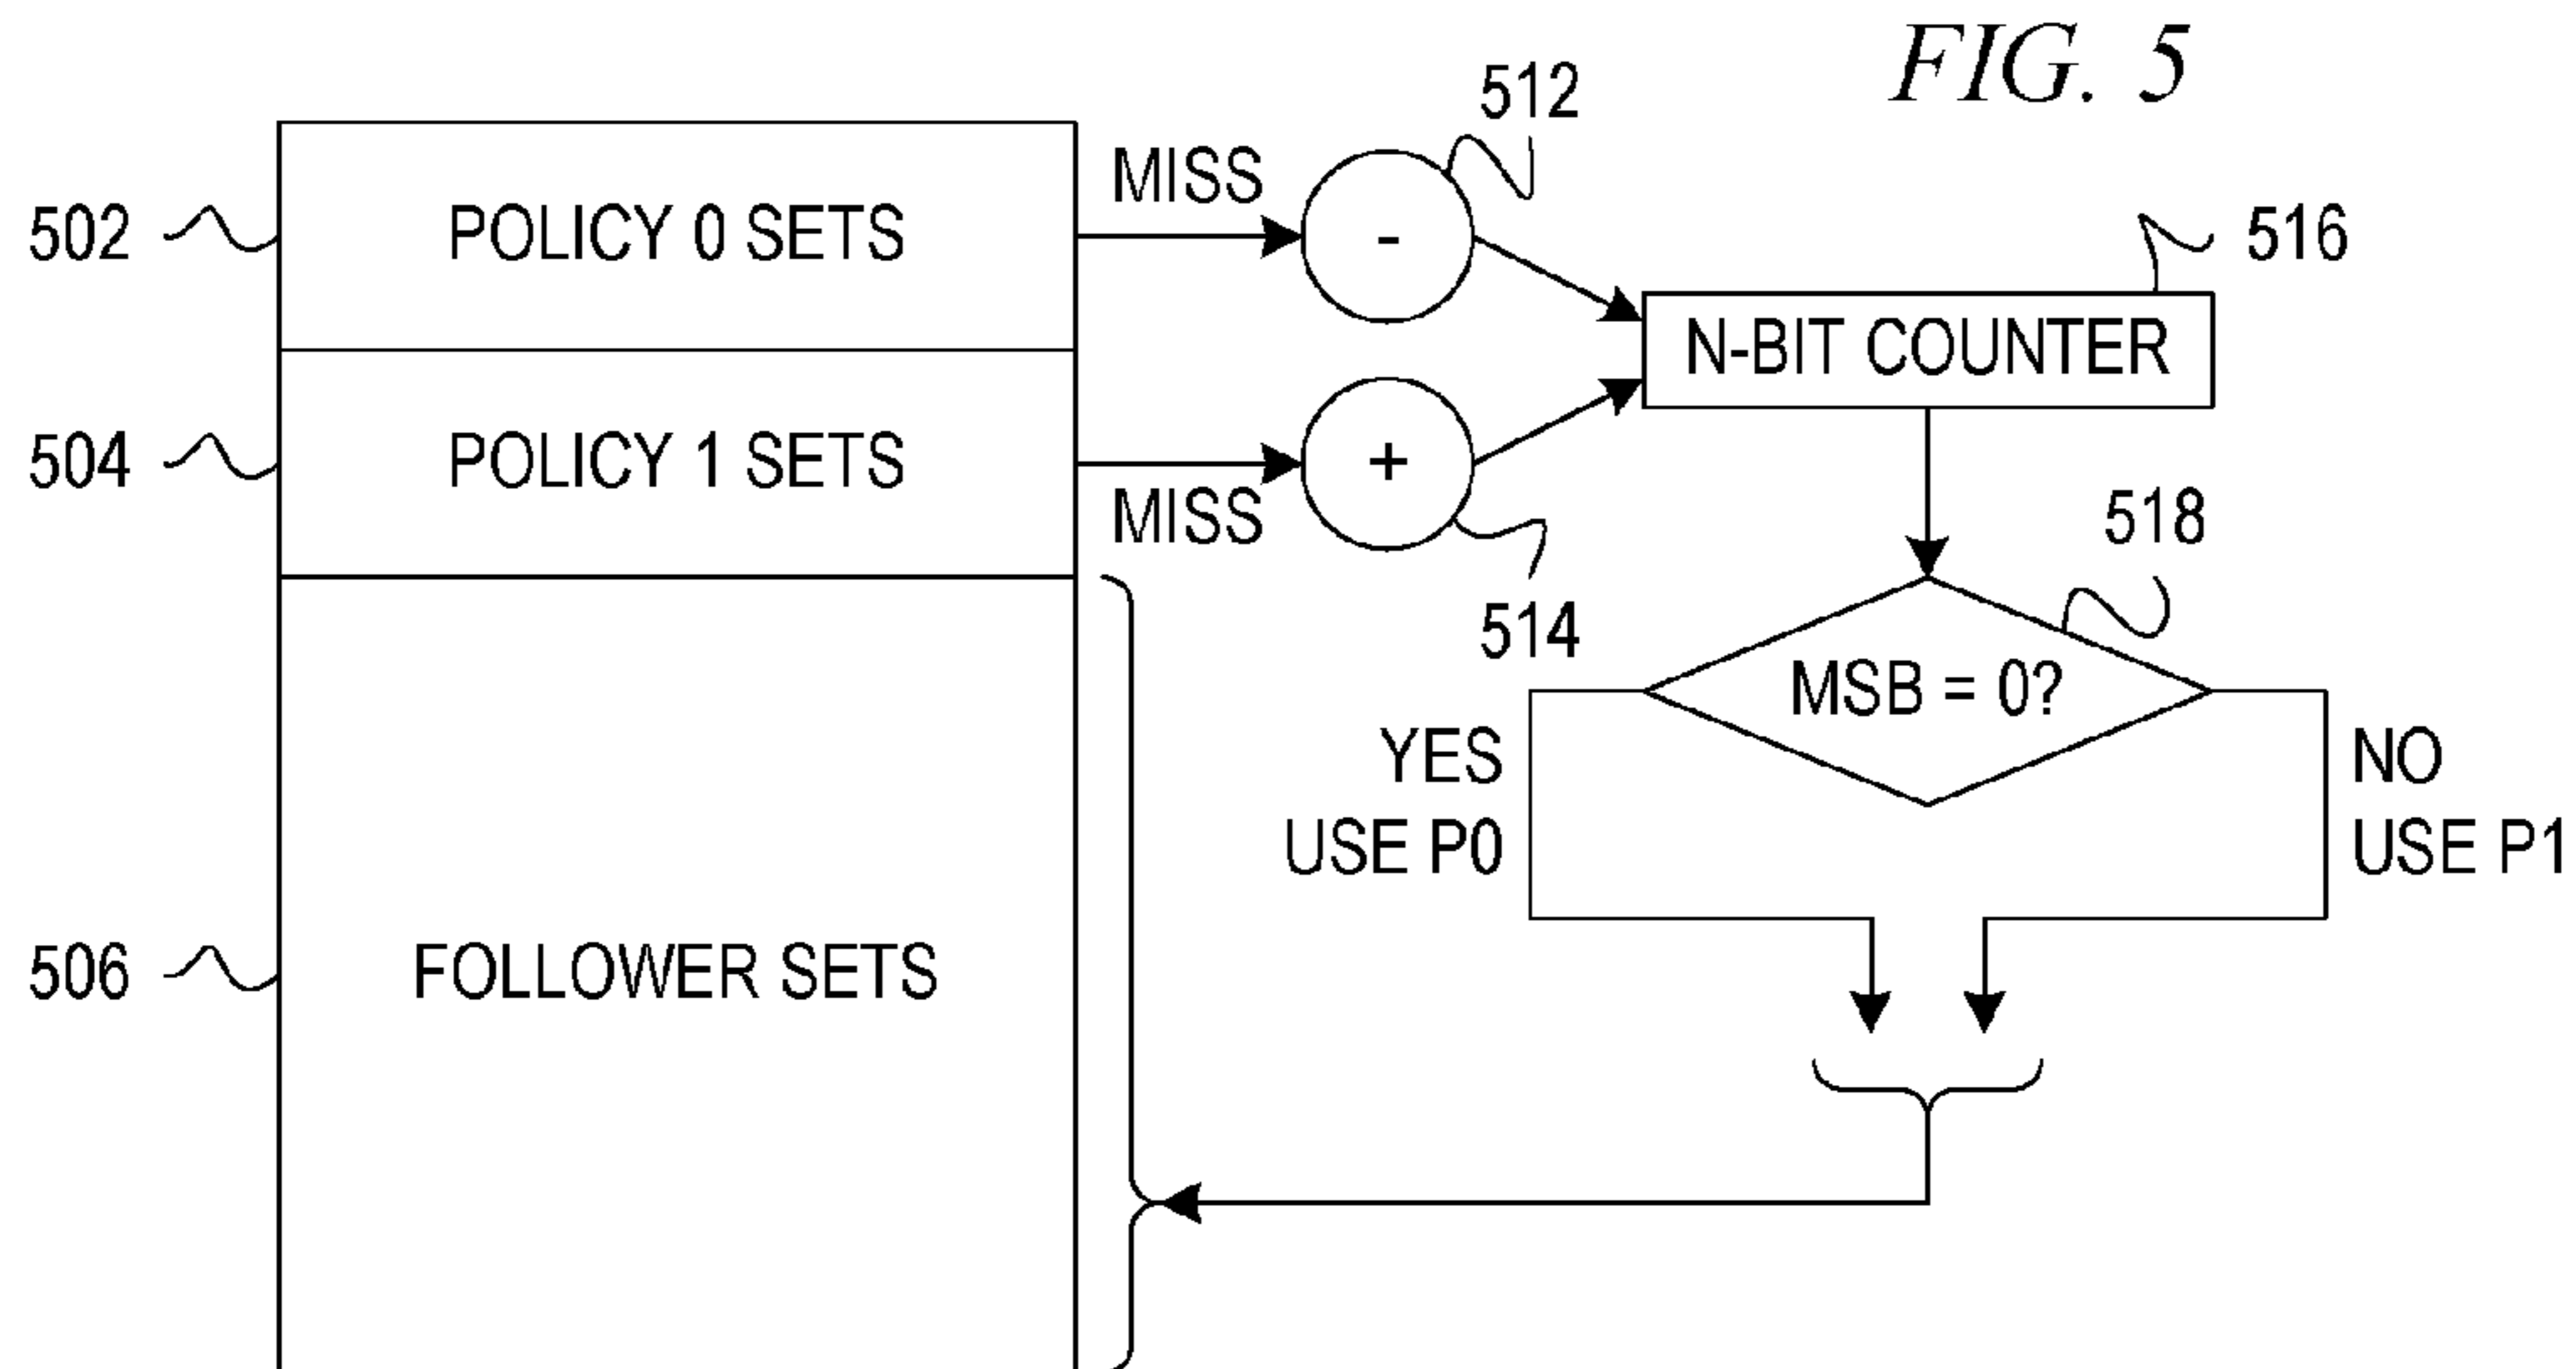 FIG. 5
512
MISS
502
POLICY 0 SETS
-
516
N-BIT COUNTER
504
POLICY 1 SETS
+
MISS
514
518
MSB = 0?
YES
USE P0
NO
USE P1
506
FOLLOWER SETS